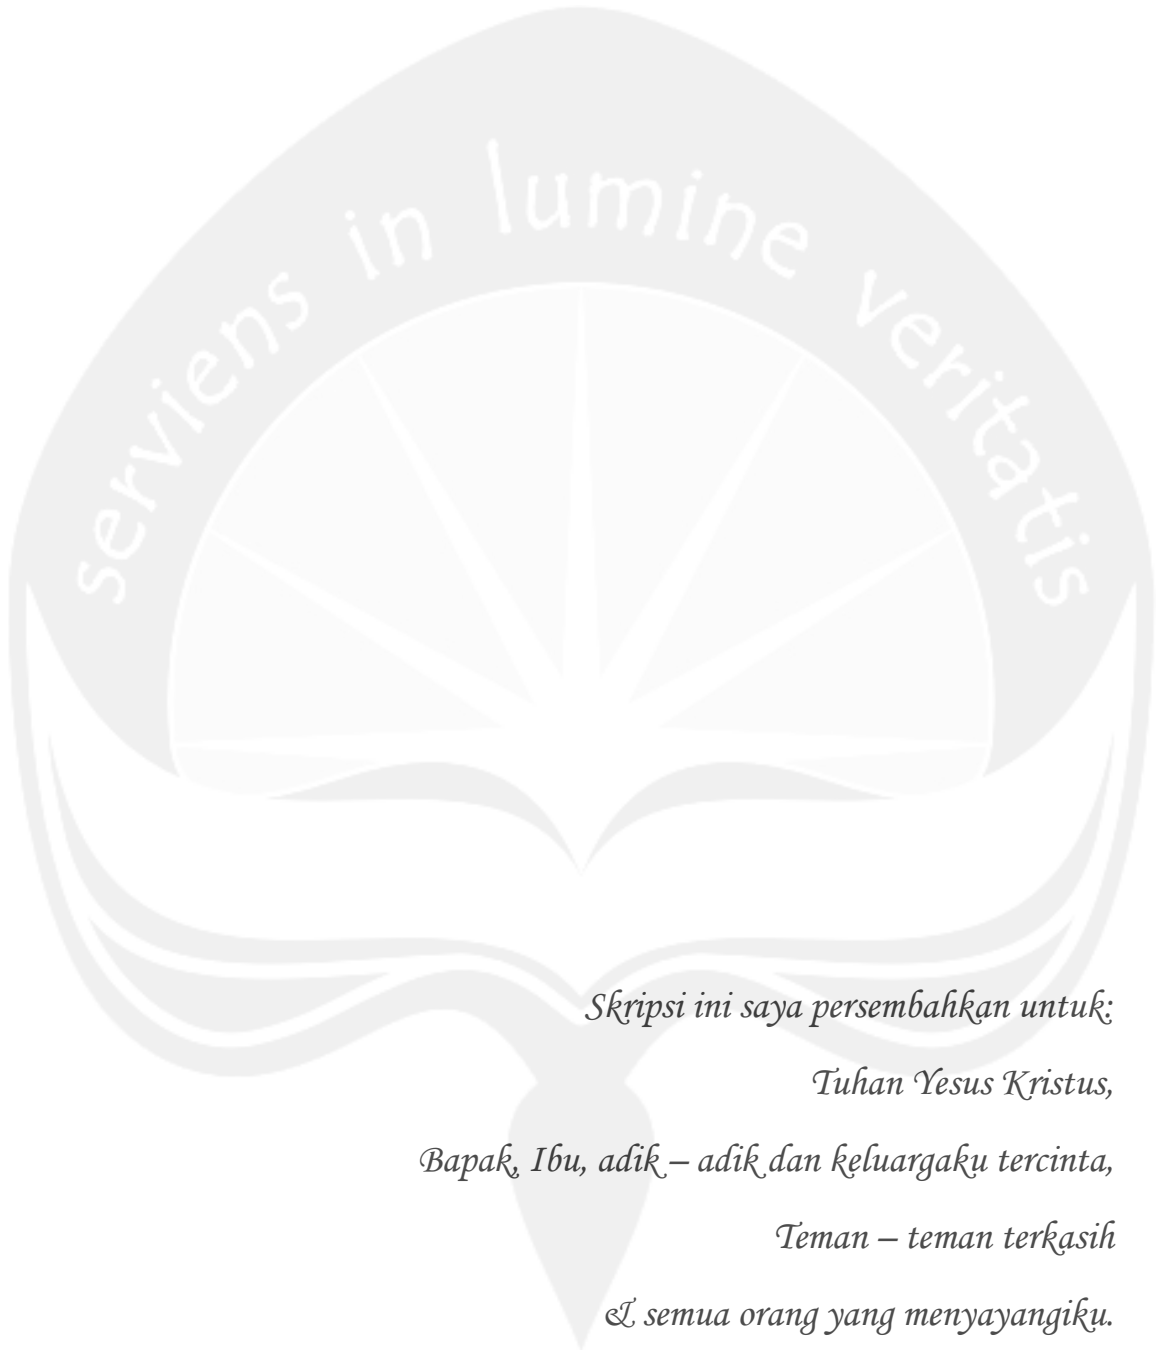 serviens in lumine veritatis
Skripsi ini saya persembahkan untuk:
Tuhan Yesus Kristus,
Bapak, Ibu, adik – adik dan keluargaku tercinta,
Teman – teman terkasih
& semua orang yang menyayangiku.